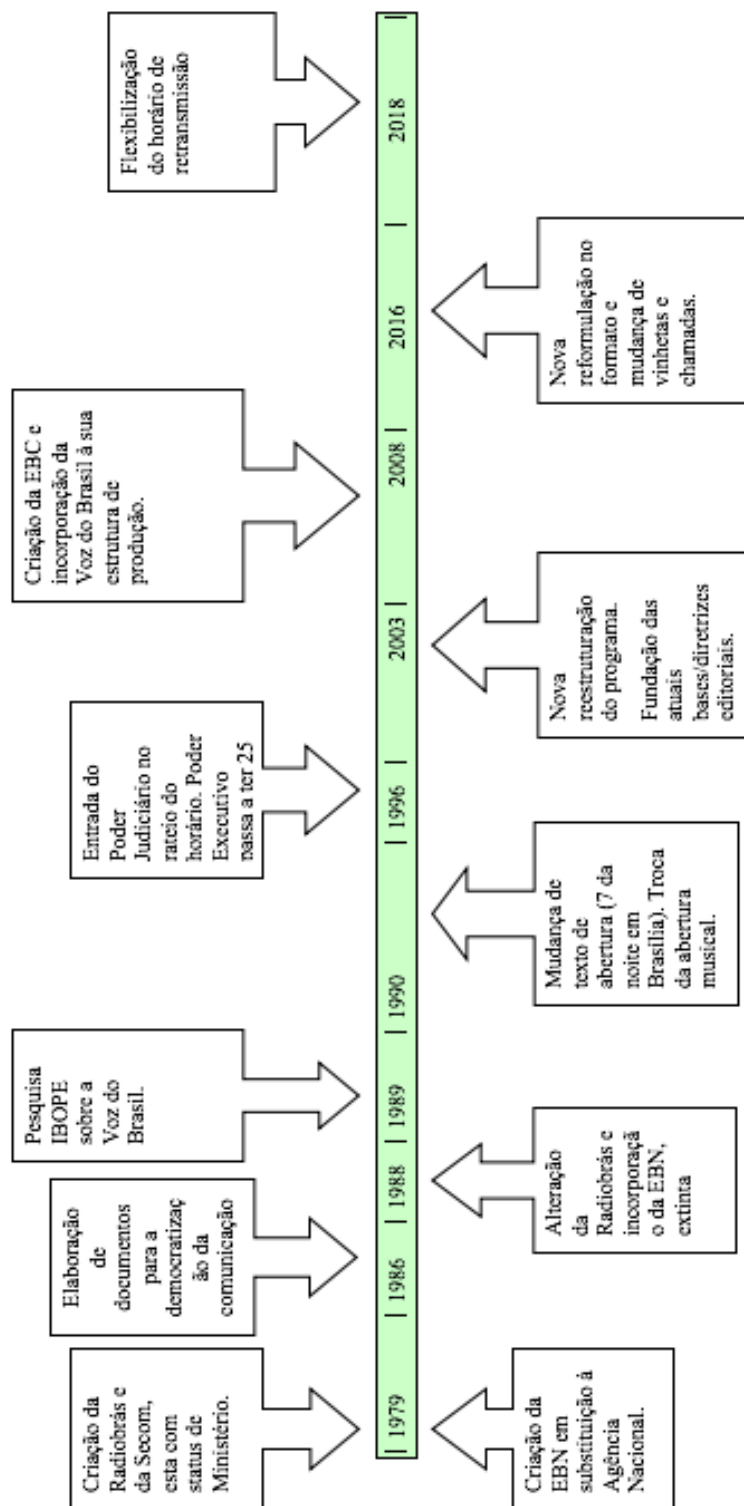 Criação da
Radiobrás e
da Secom,
esta com
status de
Ministério.
Elaboração
de
documentos
para a
democratizaç
ão da
comunicação
Pesquisa
IBOPE
sobre a
Voz do
Brasil.
Entrada do
Poder
Judiciário no
rateio do
horário. Poder
Executivo
passa a ter 25
Criação da EBC e
incorporação da
Voz do Brasil à sua
estrutura de
produção.
Flexibilização
do horário de
retransmissão
| 1979 | 1986 | 1988 | 1989 | 1990 | 1996 | 2003 | 2008 | 2016 | 2018 |
Criação da
EBN em
substituição à
Agência
Nacional.
Alteração
da
Radiobrás e
incorporaçã
o da EBN,
extinta
Mudança de
texto de
abertura (7 da
noite em
Brasília). Troca
da abertura
musical.
Nova
reestruturação
do programa.
Fundação das
atuais
bases/diretrizes
editoriais.
Nova
reformulação no
formato e
mudança de
vinhetas e
chamadas.